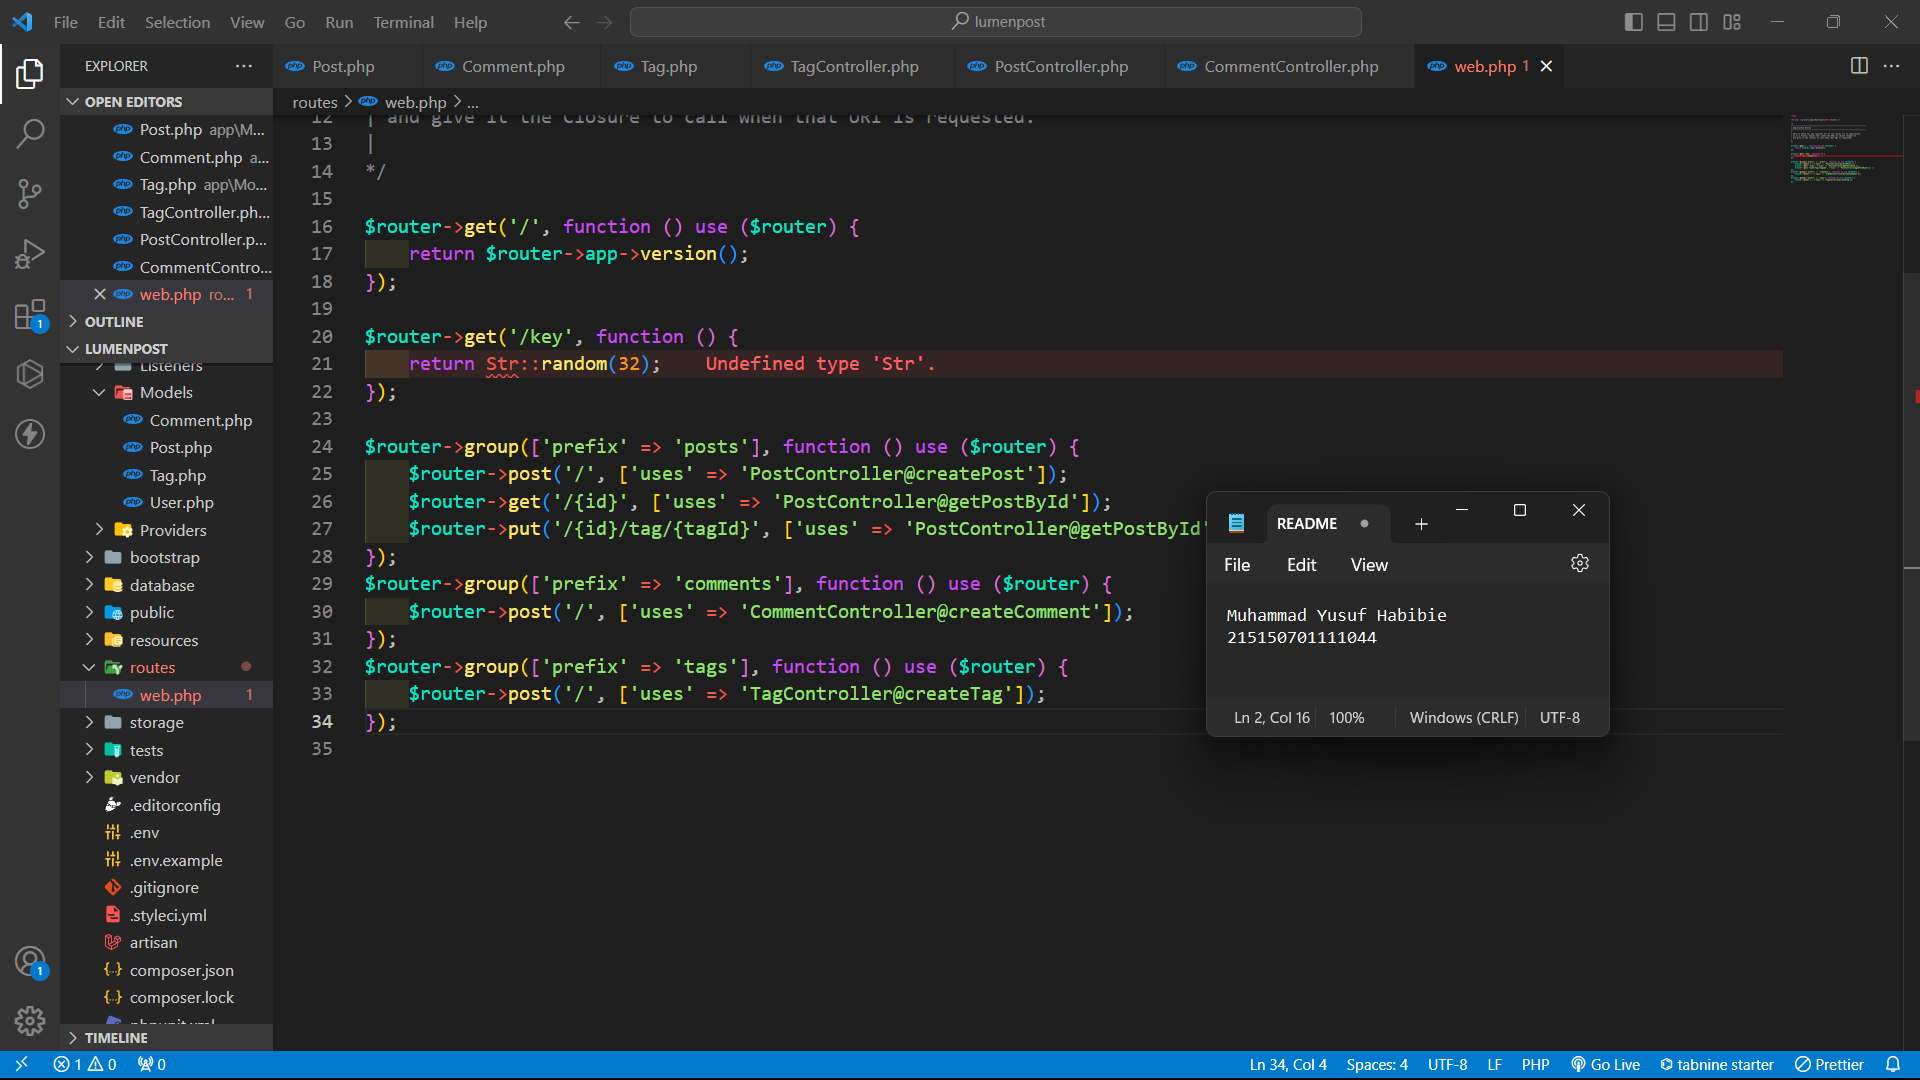 File Edit Selection View Go Run Terminal Help
lumenpost
EXPLORER
Post.php
Comment.php
Tag.php
TagController.php
PostController.php
CommentController.php
web.php 1
OPEN EDITORS
routes > web.php > ...
Post.php app\M...
Comment.php a...
Tag.php app\Mo...
TagController.ph...
PostController.p...
CommentContro...
web.php ro... 1
OUTLINE
LUMENPOST
Listeners
Models
Comment.php
Post.php
Tag.php
User.php
Providers
bootstrap
database
public
resources
routes
web.php 1
storage
tests
vendor
.editorconfig
.env
.env.example
.gitignore
.styleci.yml
artisan
composer.json
composer.lock
phpunit.xml
TIMELINE
12 | and give it the Closure to call when that URI is requested.
13 |
14 */
15
16 $router->get('/', function () use ($router) {
17 return $router->app->version();
18 });
19
20 $router->get('/key', function () {
21 return Str::random(32); Undefined type 'Str'.
22 });
23
24 $router->group(['prefix' => 'posts'], function () use ($router) {
25 $router->post('/', ['uses' => 'PostController@createPost']);
26 $router->get('/{id}', ['uses' => 'PostController@getPostById']);
27 $router->put('/{id}/tag/{tagId}', ['uses' => 'PostController@getPostById'
28 });
29 $router->group(['prefix' => 'comments'], function () use ($router) {
30 $router->post('/', ['uses' => 'CommentController@createComment']);
31 });
32 $router->group(['prefix' => 'tags'], function () use ($router) {
33 $router->post('/', ['uses' => 'TagController@createTag']);
34 });
35
README
File Edit View
Muhammad Yusuf Habibie
215150701111044
Ln 2, Col 16 100% Windows (CRLF) UTF-8
1
1
1 0 0
Ln 34, Col 4 Spaces: 4 UTF-8 LF PHP Go Live tabnine starter Prettier